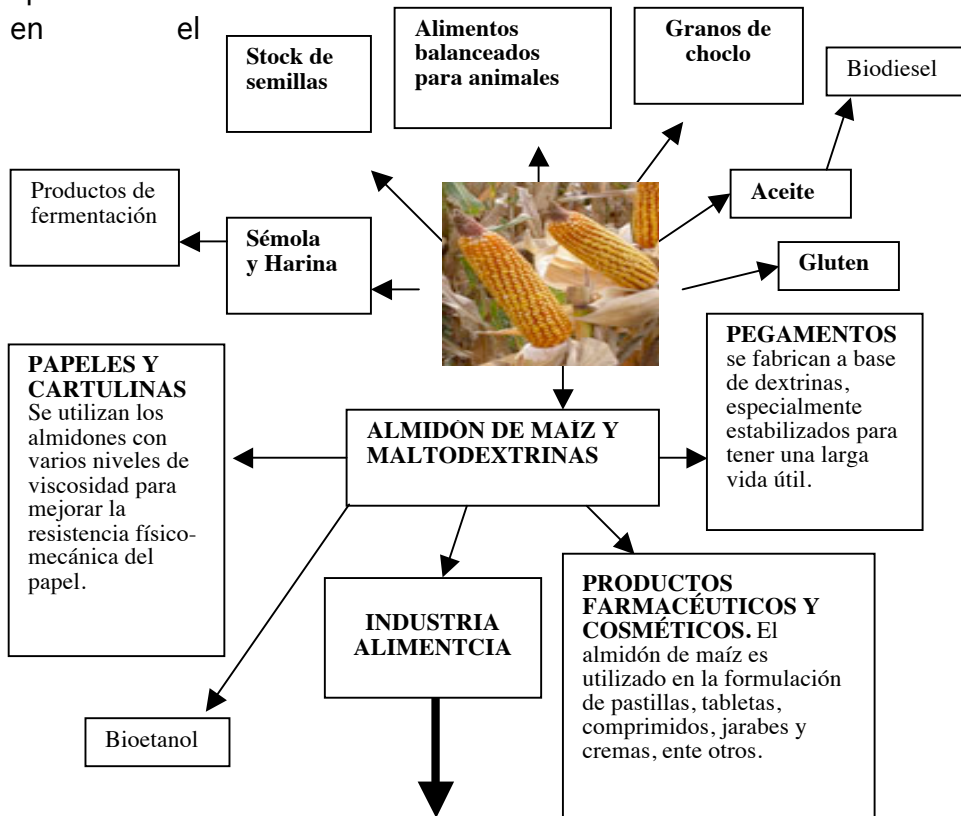 en el
Stock de
semillas
Alimentos
balanceados
para animales
Granos de
choclo
Biodiesel
Productos de
fermentación
Sémola
y Harina
Aceite
Gluten
PAPELES Y
CARTULINAS
Se utilizan los
almidones con
varios niveles de
viscosidad para
mejorar la
resistencia físico-
mecánica del
papel.
ALMIDÓN DE MAÍZ Y
MALTODEXTRINAS
PEGAMENTOS
se fabrican a base
de dextrinas,
especialmente
estabilizados para
tener una larga
vida útil.
INDUSTRIA
ALIMENTCIA
PRODUCTOS
FARMACÉUTICOS Y
COSMÉTICOS. El
almidón de maíz es
utilizado en la formulación
de pastillas, tabletas,
comprimidos, jarabes y
cremas, ente otros.
Bioetanol